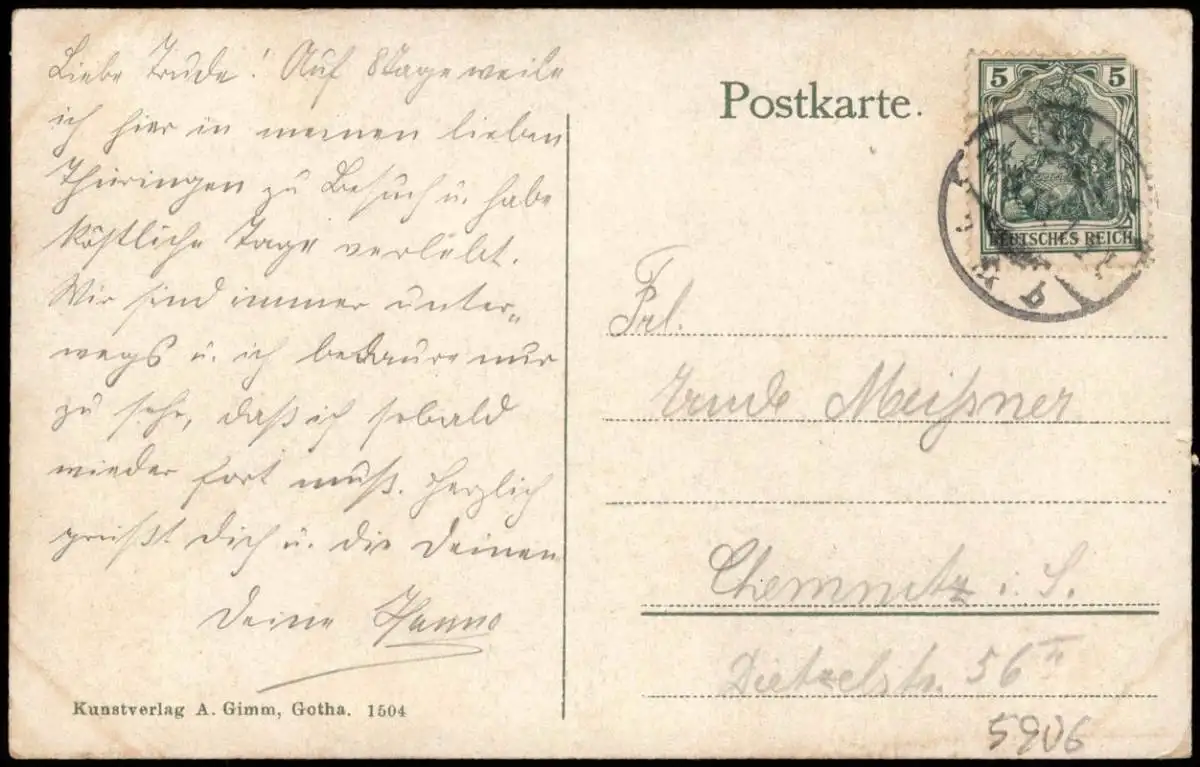 Liebe Trude! Auf 8 Tage weile
ich hier in meinen lieben
Thüringen zu Besuch u. habe
köstliche Tage verlebt.
Wir sind immer unter„
wegs u. ich bedaure nur
zu sehr, daß ich sobald
wieder fort muß. Herzlich
grüßt Dich u. die Deinen
Deine Hanno
Kunstverlag A. Gimm, Gotha. 1504
Postkarte.
5 5
DEUTSCHES REICH
Frl.
Trude Meißner
Chemnitz i. S.
Dietzelstr. 56 II
5906